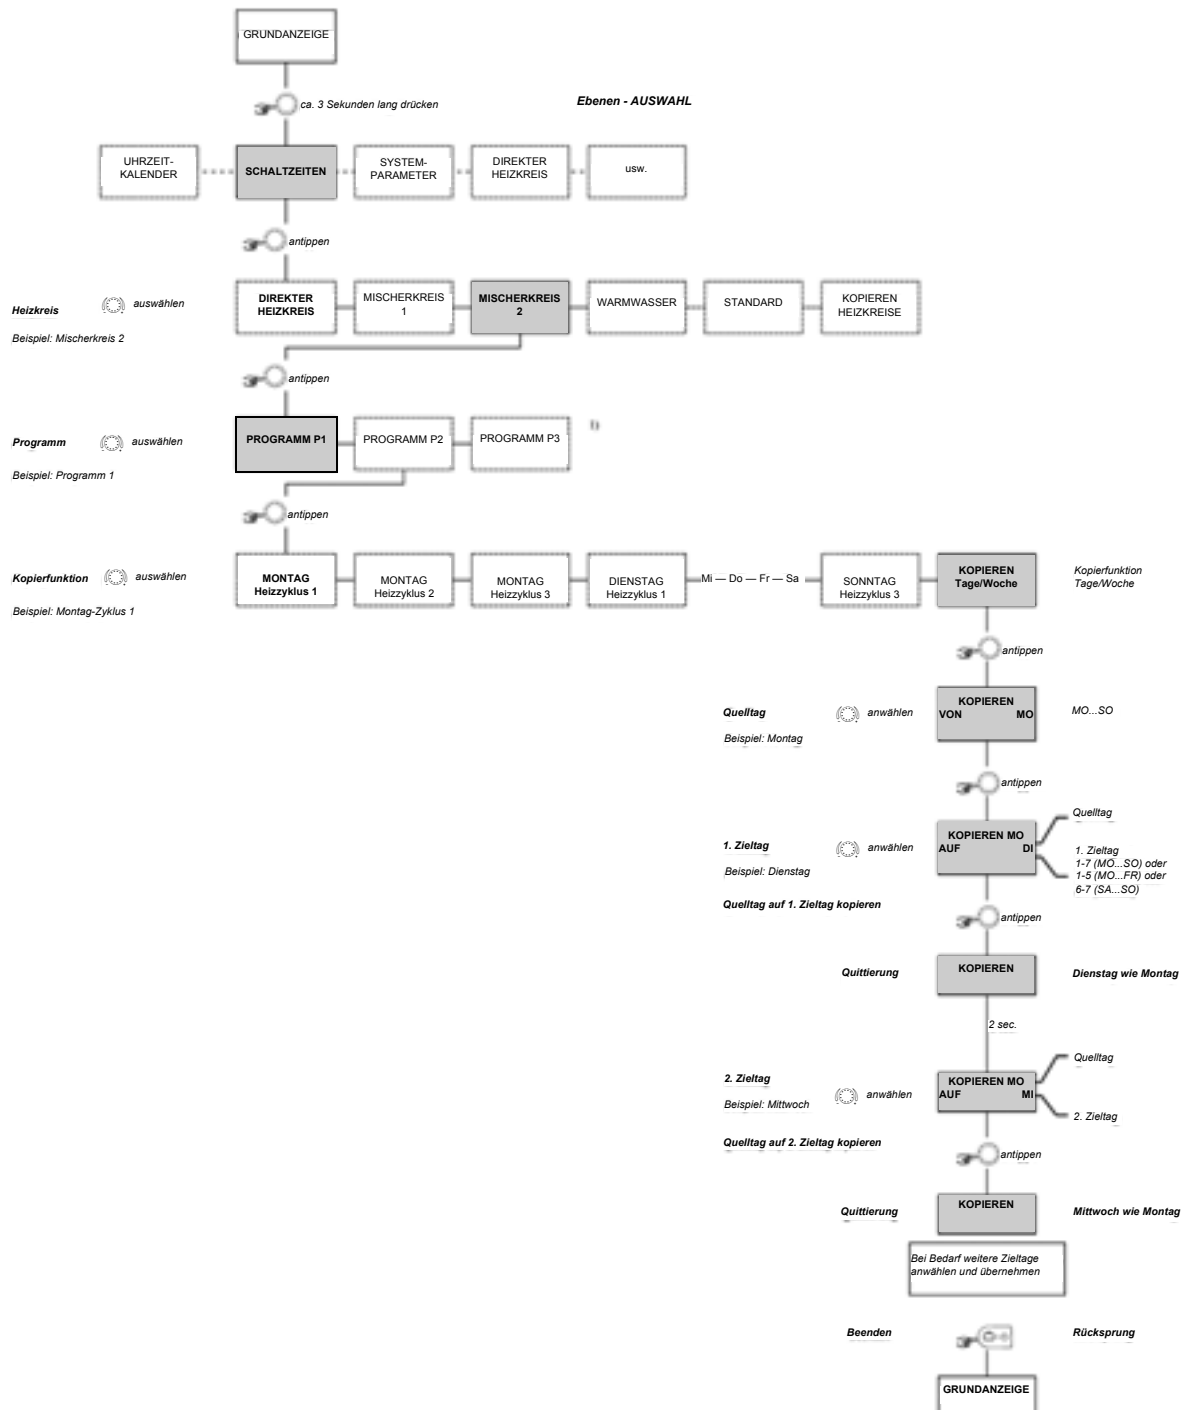 GRUNDANZEIGE
ca. 3 Sekunden lang drücken
Ebenen - AUSWAHL
UHRZEIT-
KALENDER
SCHALTZEITEN
SYSTEM-
PARAMETER
DIREKTER
HEIZKREIS
usw.
antippen
Heizkreis
auswählen
Beispiel: Mischerkreis 2
DIREKTER
HEIZKREIS
MISCHERKREIS
1
MISCHERKREIS
2
WARMWASSER
STANDARD
KOPIEREN
HEIZKREISE
antippen
Programm
auswählen
Beispiel: Programm 1
PROGRAMM P1
PROGRAMM P2
PROGRAMM P3
1)
antippen
Kopierfunktion
auswählen
Beispiel: Montag-Zyklus 1
MONTAG
Heizzyklus 1
MONTAG
Heizzyklus 2
MONTAG
Heizzyklus 3
DIENSTAG
Heizzyklus 1
Mi — Do — Fr — Sa
SONNTAG
Heizzyklus 3
KOPIEREN
Tage/Woche
Kopierfunktion
Tage/Woche
antippen
Quelltag
anwählen
Beispiel: Montag
KOPIEREN
VON MO
MO...SO
antippen
1. Zieltag
anwählen
Beispiel: Dienstag
KOPIEREN MO
AUF DI
Quelltag
1. Zieltag
1-7 (MO...SO) oder
1-5 (MO...FR) oder
6-7 (SA...SO)
Quelltag auf 1. Zieltag kopieren
antippen
Quittierung
KOPIEREN
Dienstag wie Montag
2 sec.
2. Zieltag
anwählen
Beispiel: Mittwoch
KOPIEREN MO
AUF MI
Quelltag
2. Zieltag
Quelltag auf 2. Zieltag kopieren
antippen
Quittierung
KOPIEREN
Mittwoch wie Montag
Bei Bedarf weitere Zieltage
anwählen und übernehmen
Beenden
Rücksprung
GRUNDANZEIGE